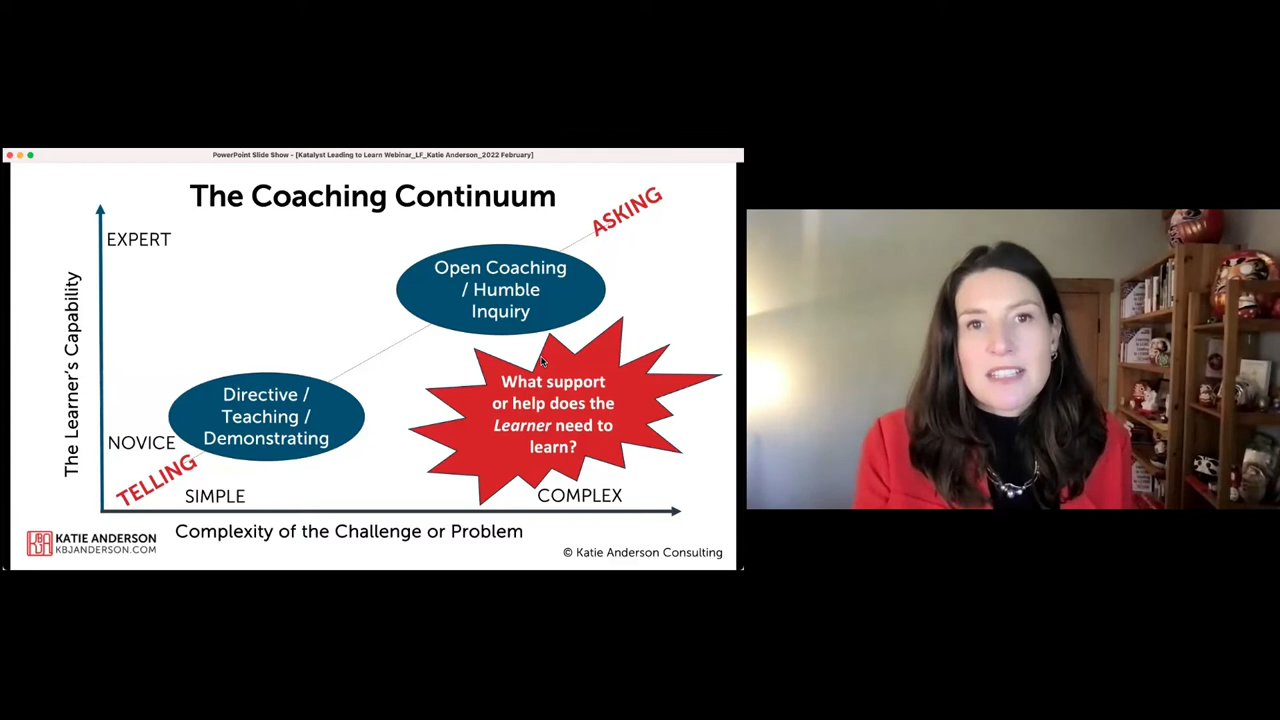 PowerPoint Slide Show - [Katalyst Leading to Learn Webinar_LF_Katie Anderson_2022 February]
The Coaching Continuum
ASKING
EXPERT
Open Coaching
/ Humble
Inquiry
The Learner's Capability
What support
or help does the
Learner need to
learn?
Directive /
Teaching /
Demonstrating
NOVICE
TELLING
SIMPLE
COMPLEX
Complexity of the Challenge or Problem
KATIE ANDERSON
KBJANDERSON.COM
© Katie Anderson Consulting